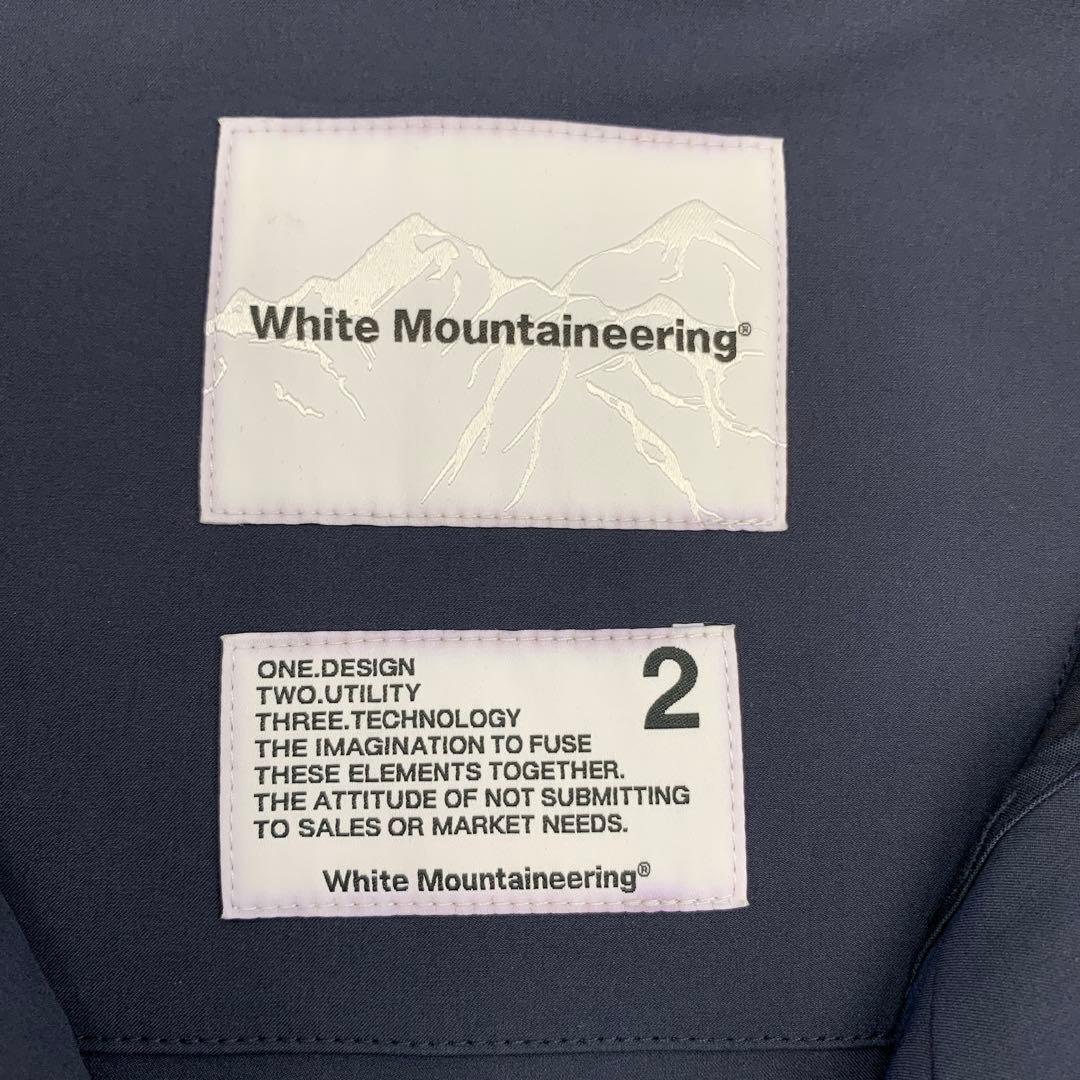 White Mountaineering®
ONE.DESIGN
TWO.UTILITY
THREE.TECHNOLOGY
THE IMAGINATION TO FUSE
THESE ELEMENTS TOGETHER.
THE ATTITUDE OF NOT SUBMITTING
TO SALES OR MARKET NEEDS.
2
White Mountaineering®